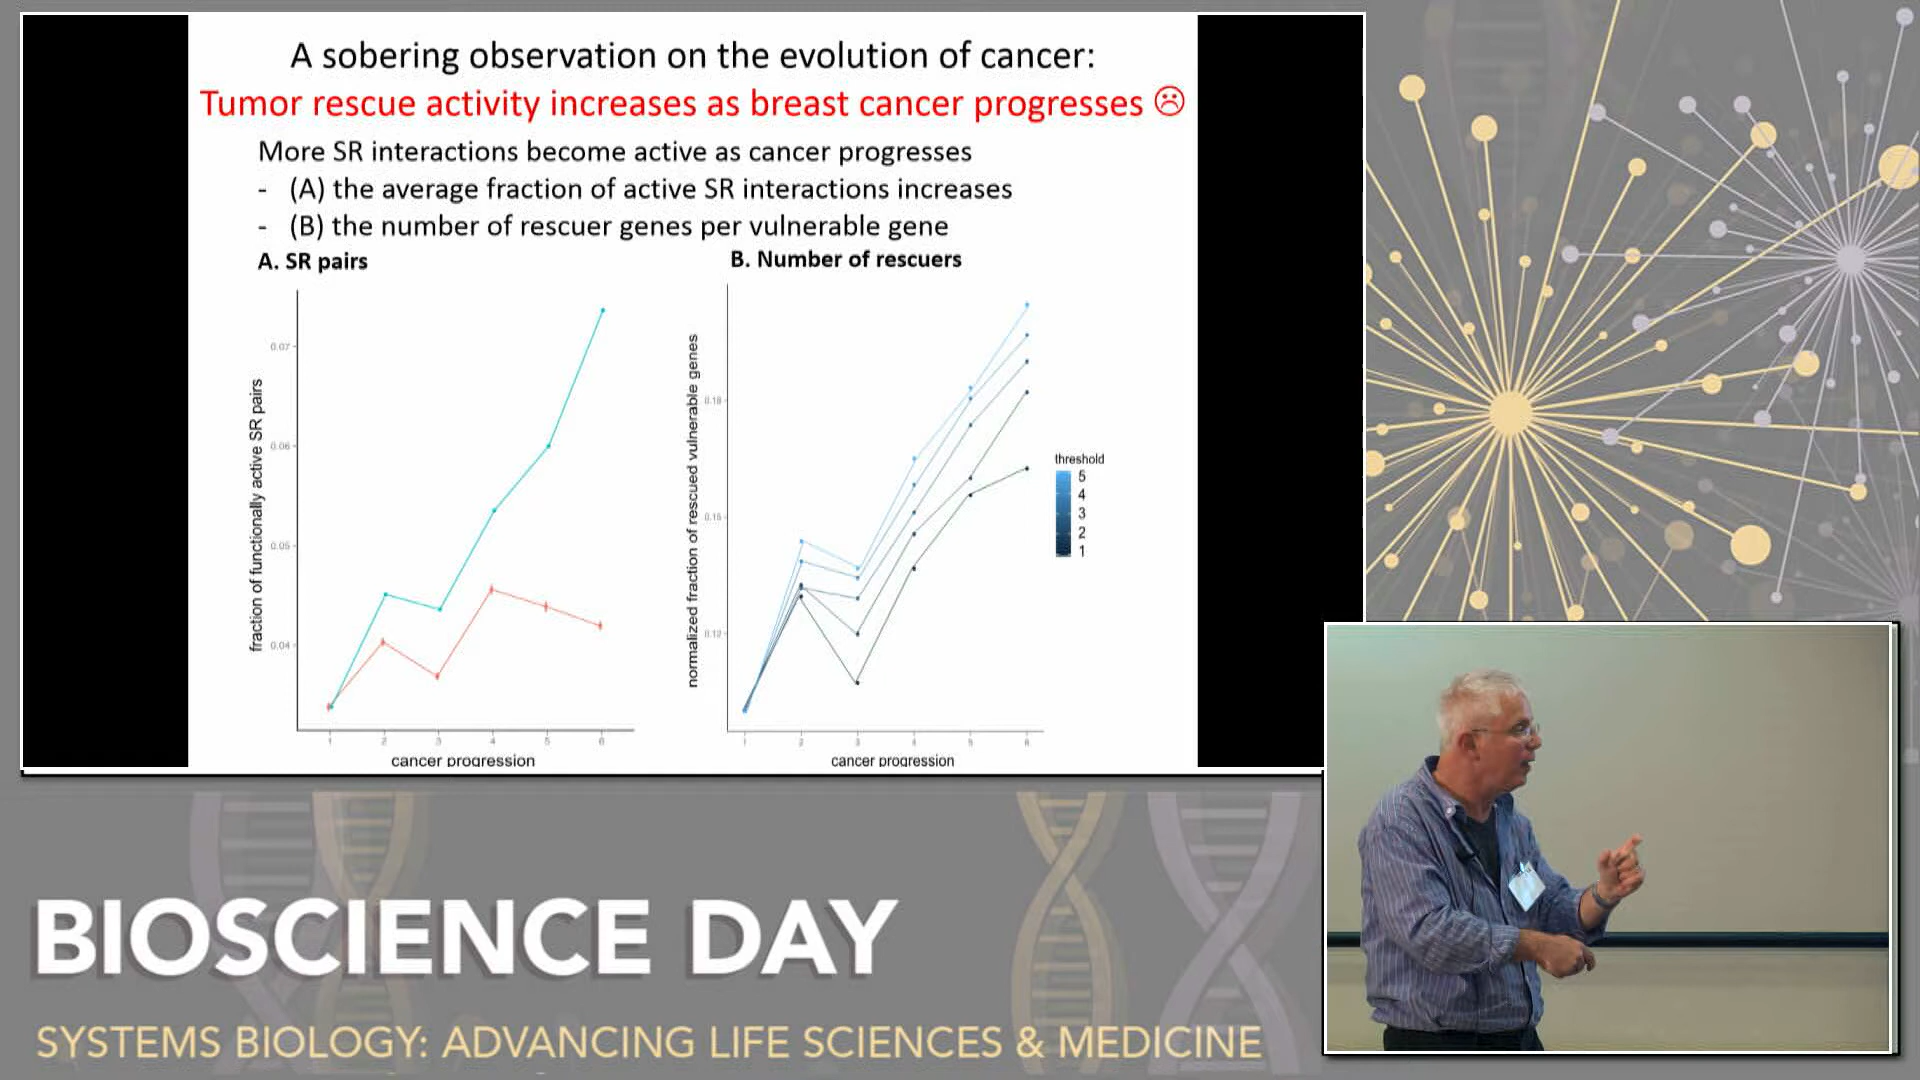 A sobering observation on the evolution of cancer:
Tumor rescue activity increases as breast cancer progresses ☹
More SR interactions become active as cancer progresses
- (A) the average fraction of active SR interactions increases
- (B) the number of rescuer genes per vulnerable gene
A. SR pairs
B. Number of rescuers
fraction of functionally active SR pairs
0.07
0.06
0.05
0.04
1 2 3 4 5 6
cancer progression
normalized fraction of rescued vulnerable genes
0.18
0.15
0.12
1 2 3 4 5 6
cancer progression
threshold
5
4
3
2
1
BIOSCIENCE DAY
SYSTEMS BIOLOGY: ADVANCING LIFE SCIENCES & MEDICINE